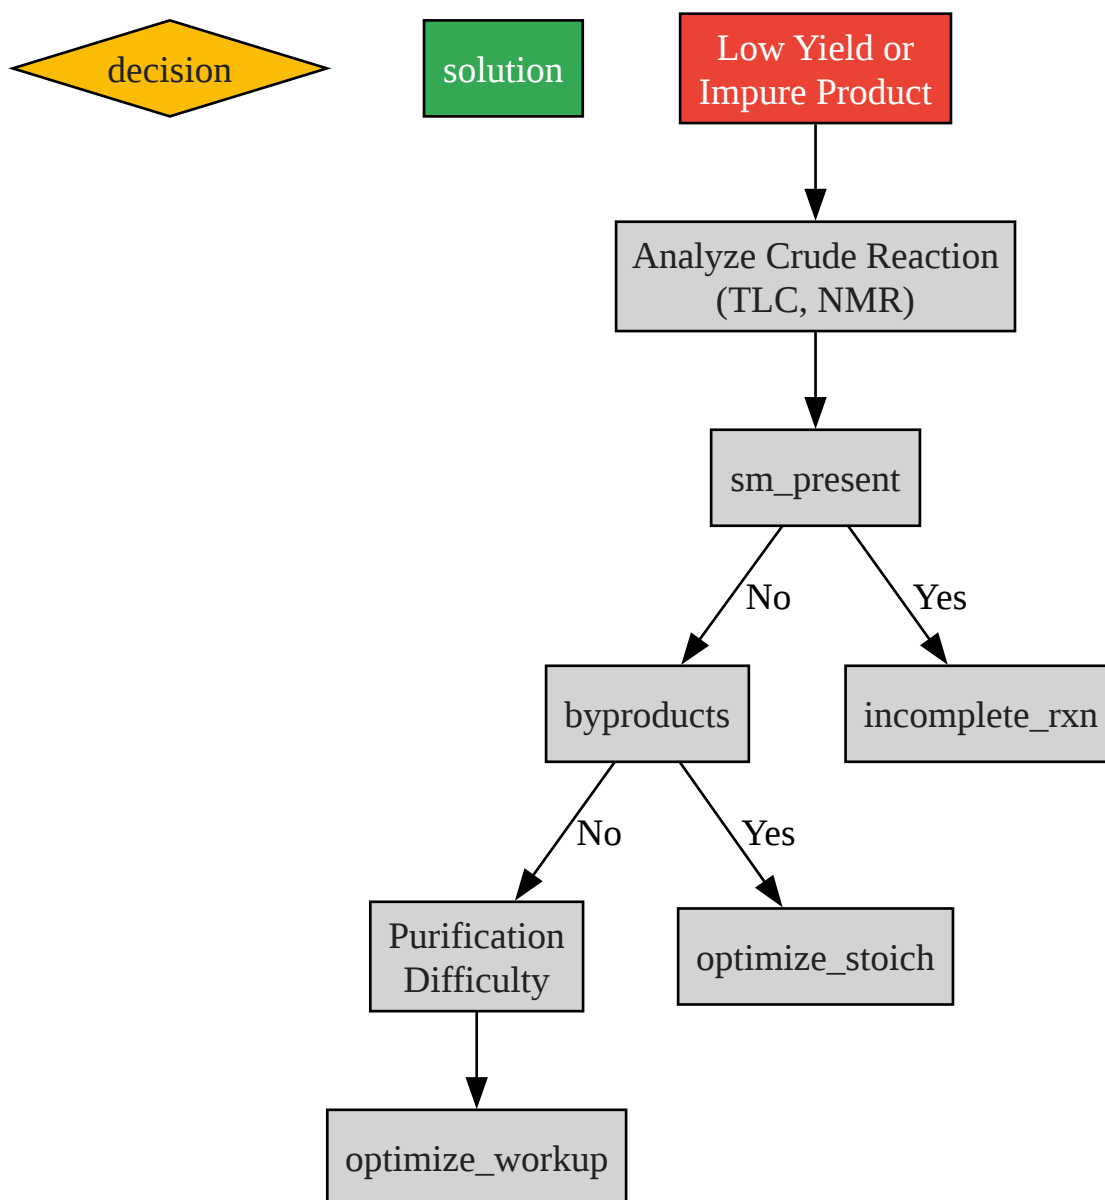 decision
solution
Low Yield or
Impure Product
Analyze Crude Reaction
(TLC, NMR)
sm_present
No
Yes
byproducts
incomplete_rxn
No
Yes
Purification
Difficulty
optimize_stoich
optimize_workup